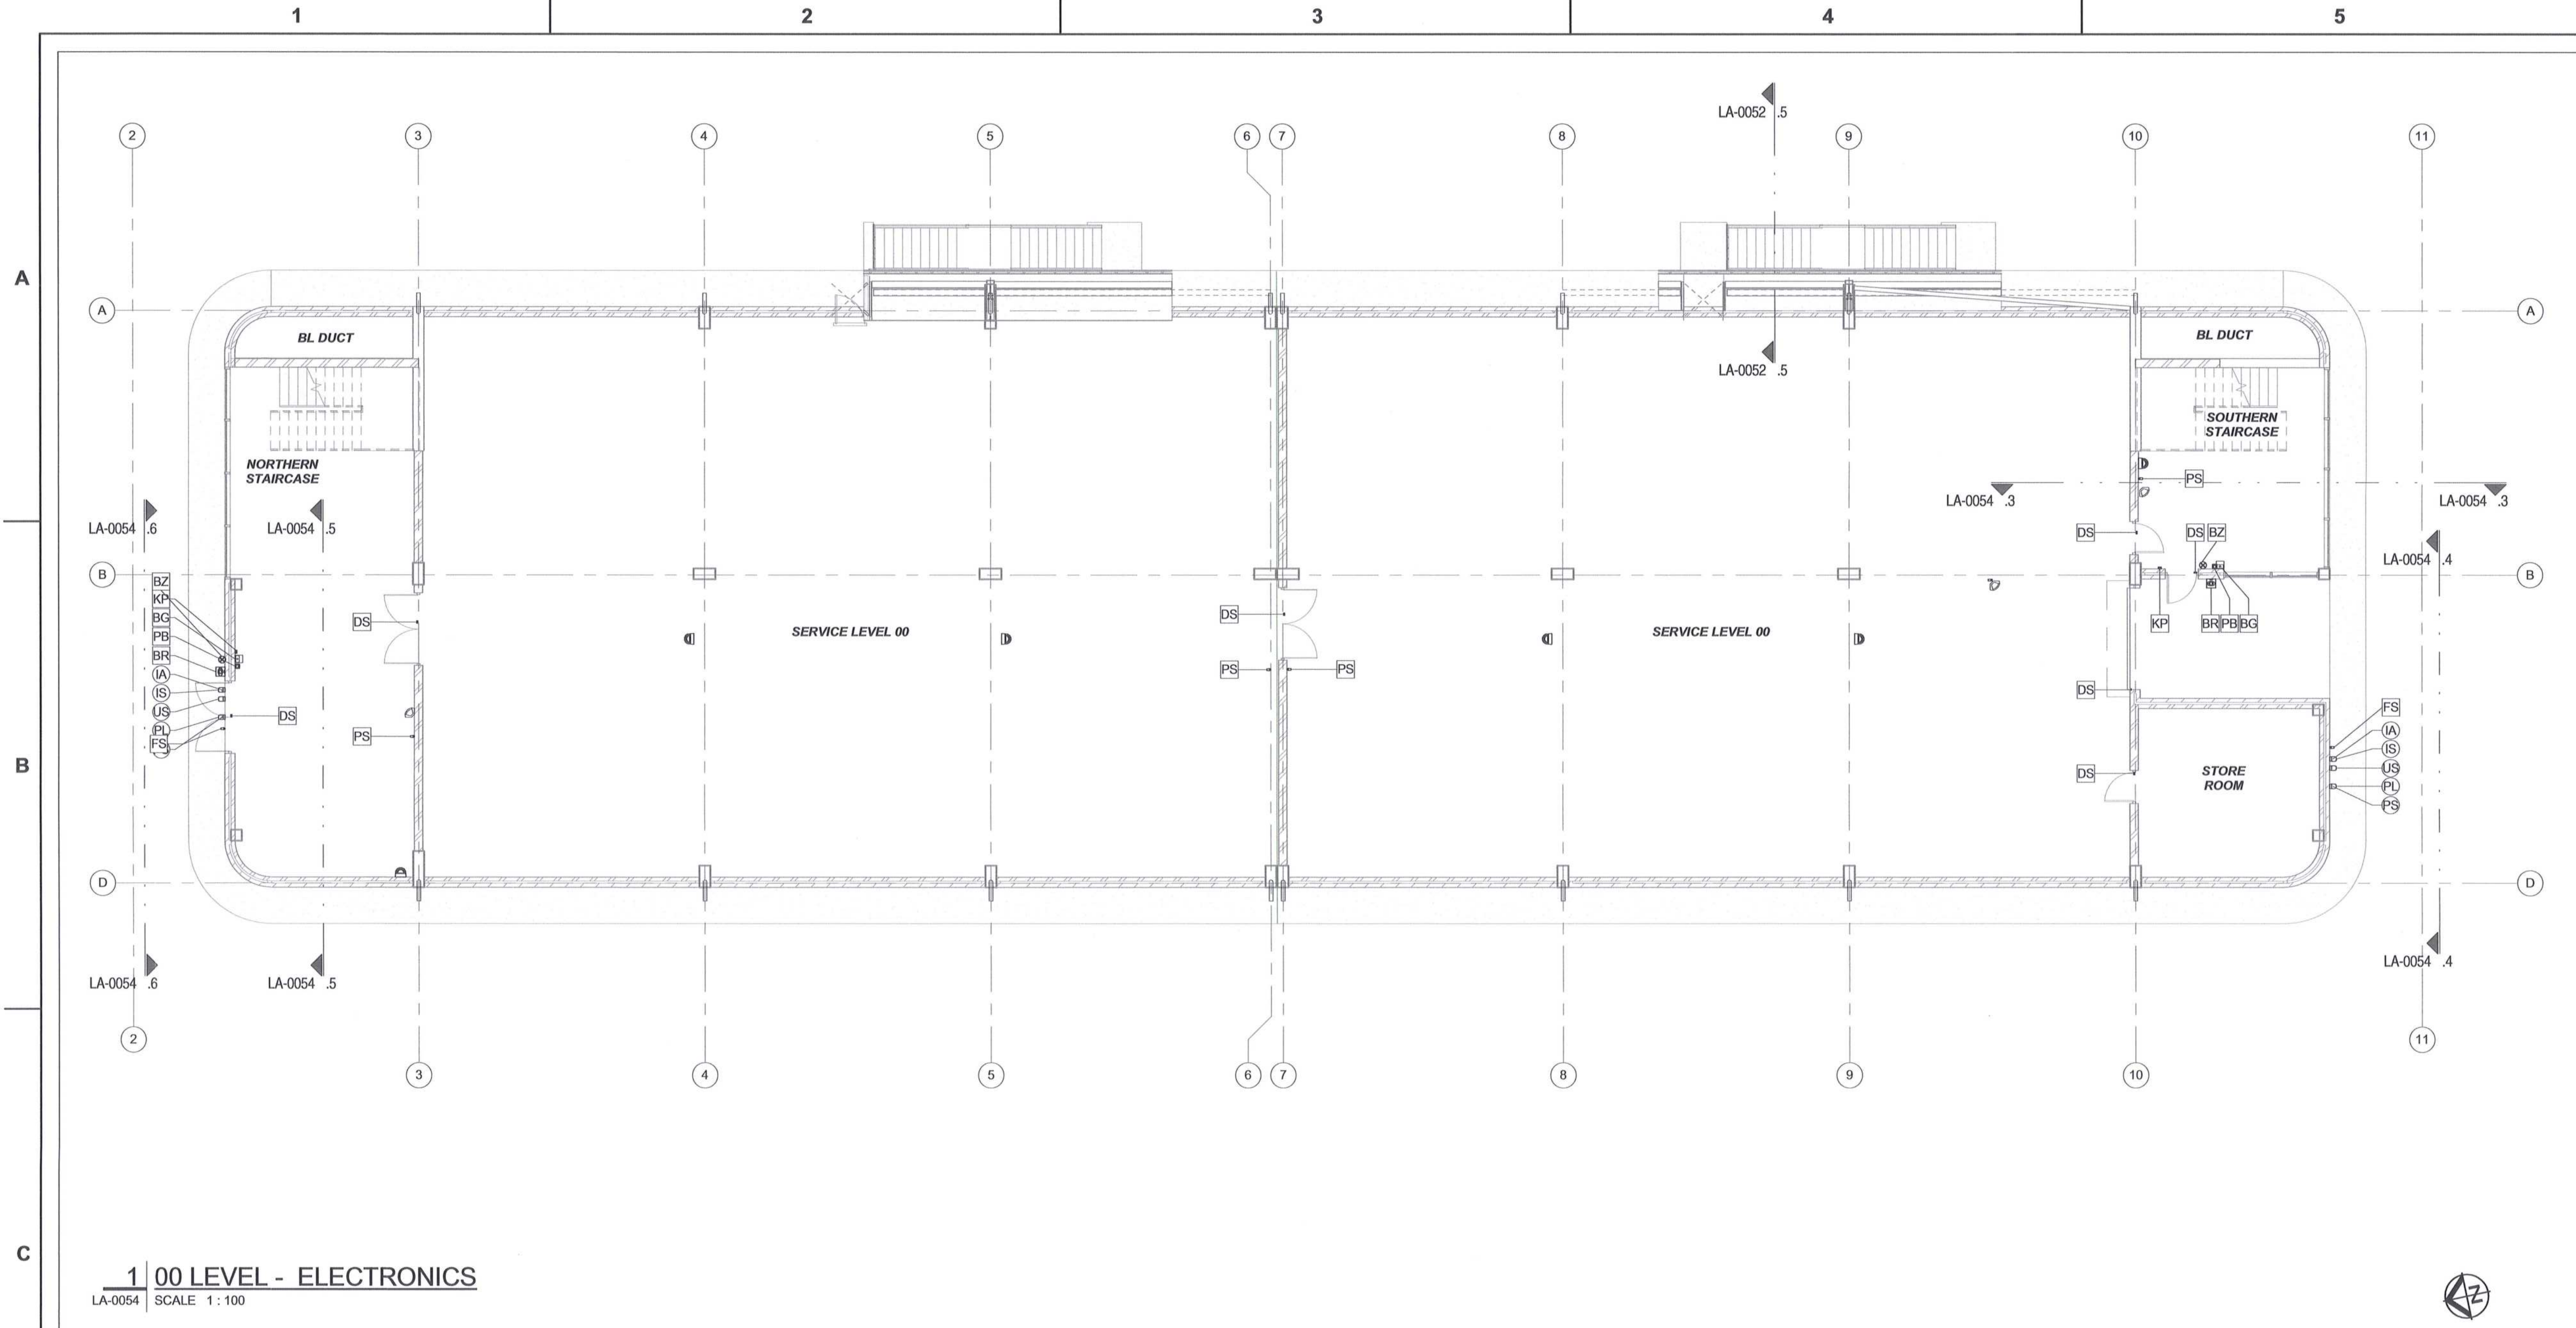 1 2 3 4 5
LA-0052 .5
2 3 4 5 6 7 8 9 10 11
A
A A
BL DUCT BL DUCT
LA-0052 .5
SOUTHERN
STAIRCASE
NORTHERN
STAIRCASE
PS
LA-0054 .3 LA-0054 .3
LA-0054 .6 LA-0054 .5
DS DS BZ
LA-0054 .4
B B
BZ
KP
BG
PB
BR
IA
IS
US
PL
FS
DS
DS
PS
DS
PS PS
SERVICE LEVEL 00 SERVICE LEVEL 00
KP BR PB BG
DS
DS
FS
IA
IS
US
PL
PS
B
STORE
ROOM
D D
LA-0054 .6 LA-0054 .5 LA-0054 .4
2 11
3 4 5 6 7 8 9 10
C
1 00 LEVEL - ELECTRONICS
LA-0054 SCALE 1 : 100
Z